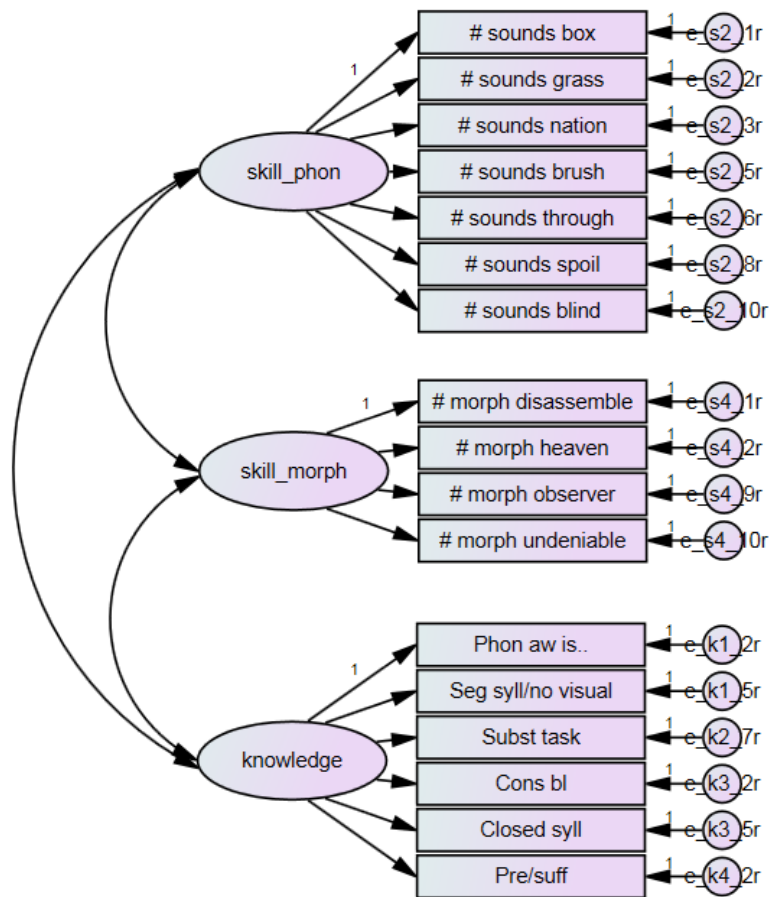 # sounds box 1 e_s2_1r
1
# sounds grass 1 e_s2_2r
# sounds nation 1 e_s2_3r
skill_phon # sounds brush 1 e_s2_5r
# sounds through 1 e_s2_6r
# sounds spoil 1 e_s2_8r
# sounds blind 1 e_s2_10r
1 # morph disassemble 1 e_s4_1r
# morph heaven 1 e_s4_2r
skill_morph
# morph observer 1 e_s4_9r
# morph undeniable 1 e_s4_10r
Phon aw is.. 1 e_k1_2r
1
Seg syll/no visual 1 e_k1_5r
Subst task 1 e_k2_7r
knowledge
Cons bl 1 e_k3_2r
Closed syll 1 e_k3_5r
Pre/suff 1 e_k4_2r